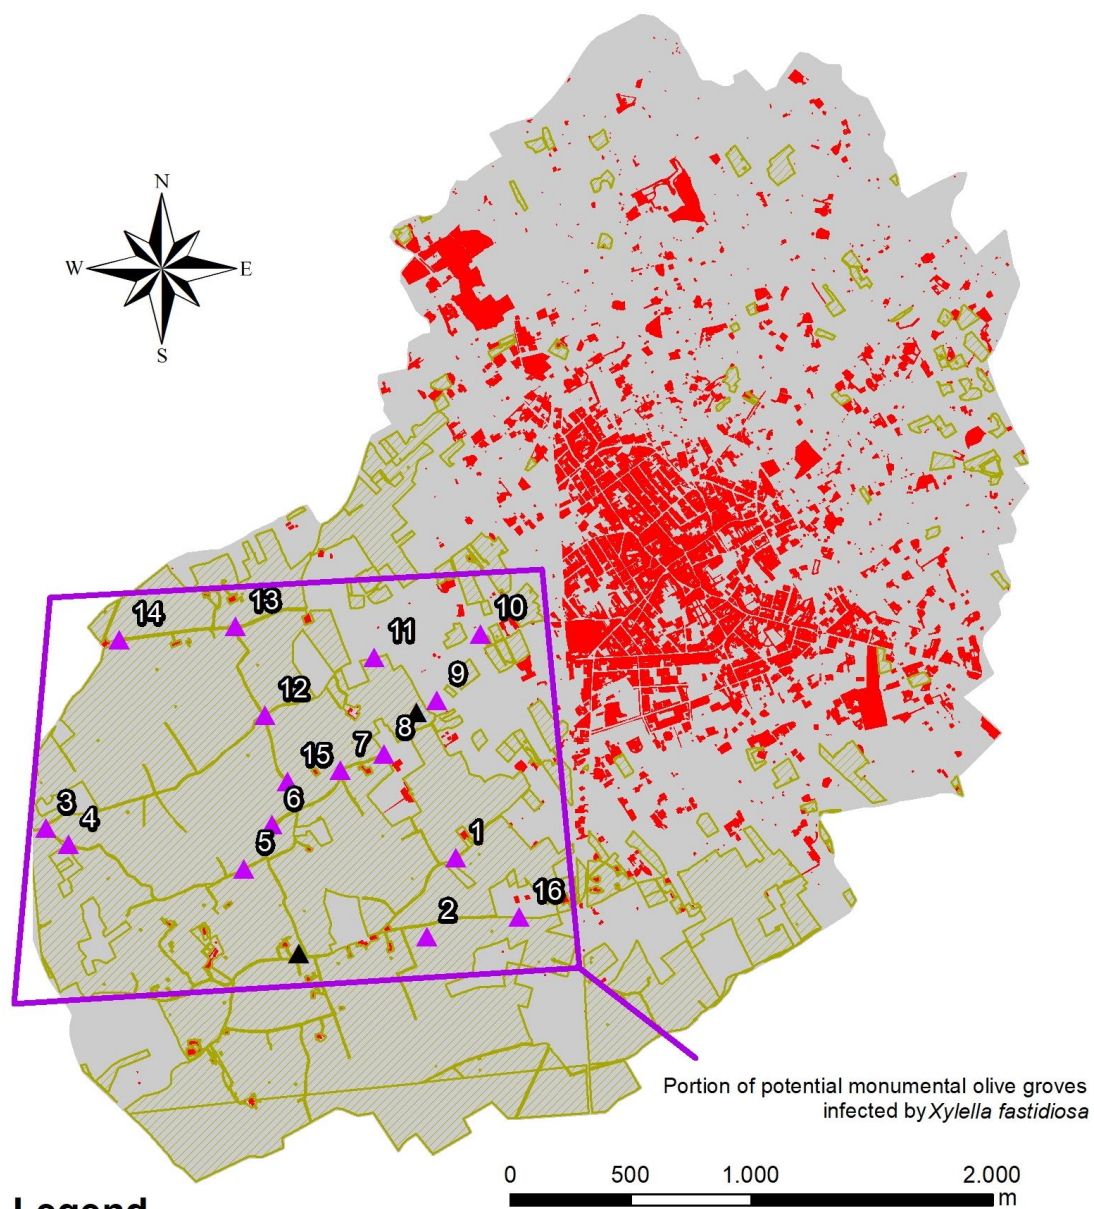 N
W
E
S
14
13
10
11
9
12
8
7
15
6
3
4
5
1
16
2
Portion of potential monumental olive groves
infected by Xylella fastidiosa
0 500 1.000 2.000
m
Legend